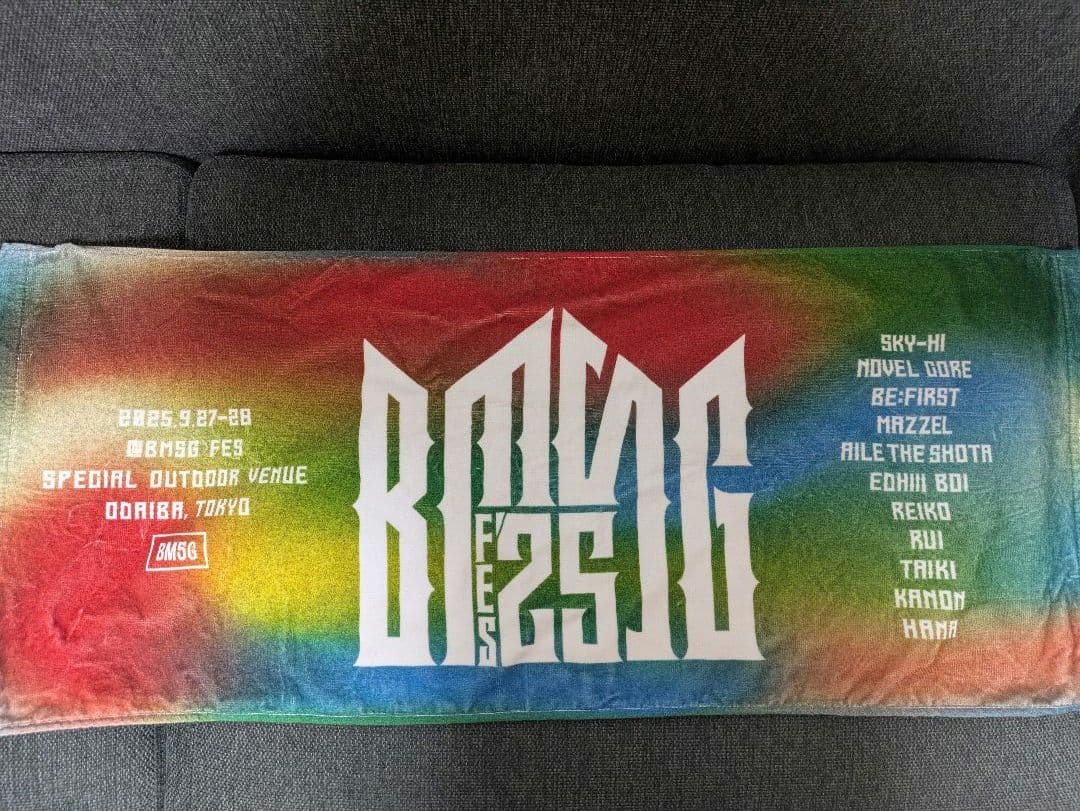 2025.9.27-28
@BMSG FES
SPECIAL OUTDOOR VENUE
ODAIBA, TOKYO
BMSG
BMSG
FES
'25
SKY-HI
NOVEL CORE
BE:FIRST
MAZZEL
AILE THE SHOTA
EDHIII BOI
REIKO
RUI
TAIKI
KANON
HANA